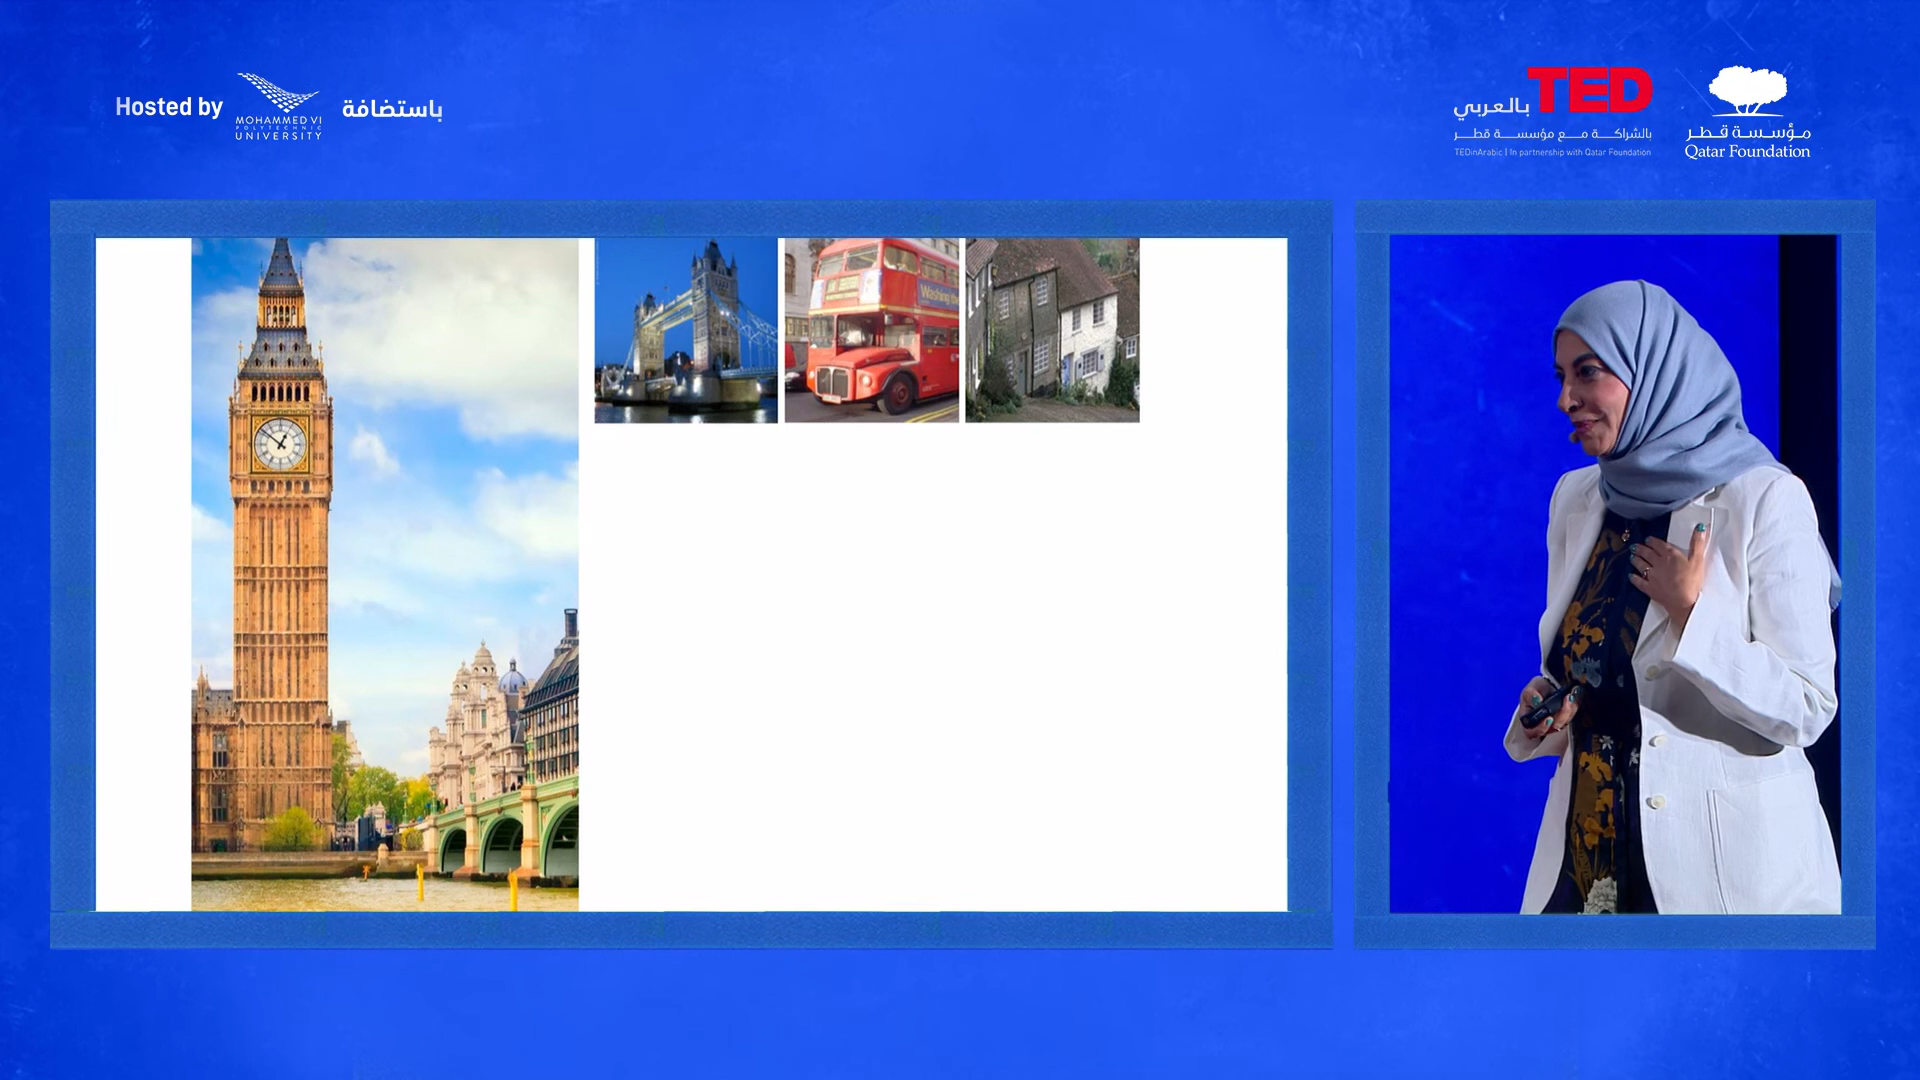 Hosted by
MOHAMMED VI
POLYTECHNIC
UNIVERSITY
باستضافة
TED بالعربي
بالشراكة مع مؤسسة قطر
TEDinArabic | In partnership with Qatar Foundation
مؤسسة قطر
Qatar Foundation
Washing